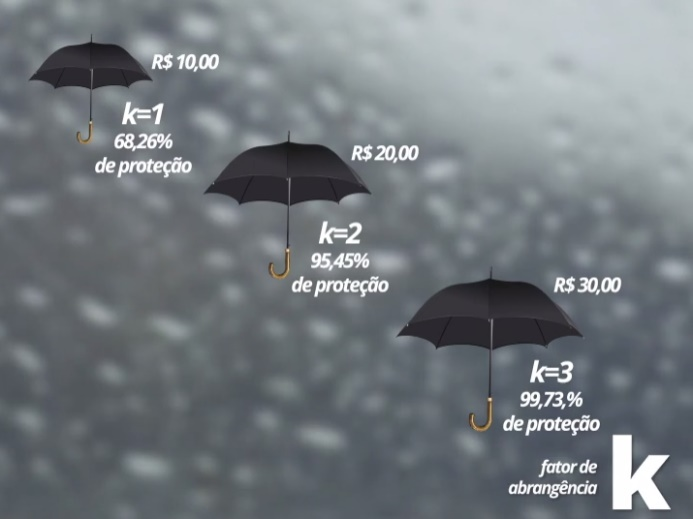 R$ 10,00
k=1
68,26%
de proteção
R$ 20,00
k=2
95,45%
de proteção
R$ 30,00
k=3
99,73,%
de proteção
fator de
abrangência
k